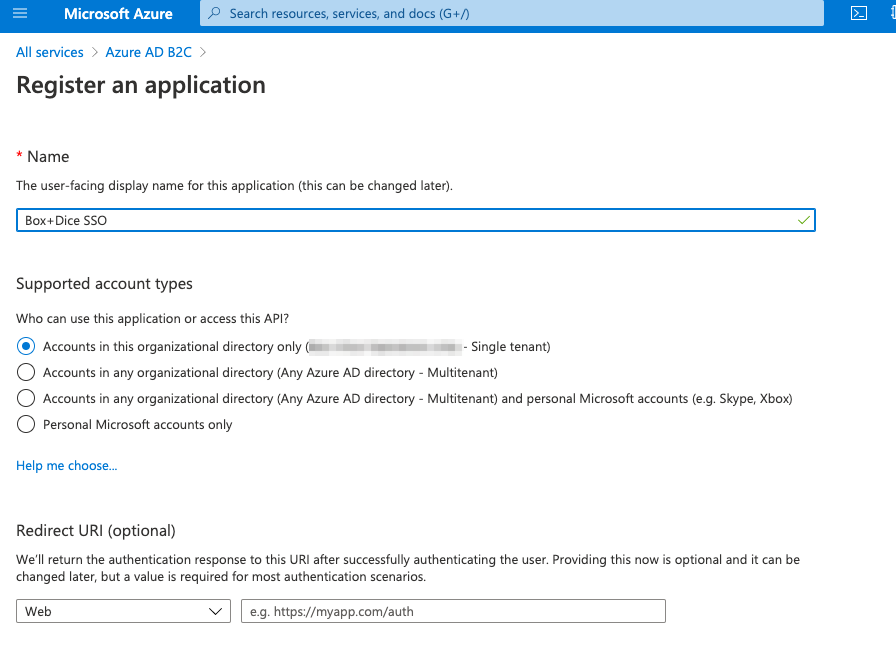 Microsoft Azure
Search resources, services, and docs (G+/)
All services > Azure AD B2C >
Register an application
* Name
The user-facing display name for this application (this can be changed later).
Box+Dice SSO
Supported account types
Who can use this application or access this API?
Accounts in this organizational directory only ( - Single tenant)
Accounts in any organizational directory (Any Azure AD directory - Multitenant)
Accounts in any organizational directory (Any Azure AD directory - Multitenant) and personal Microsoft accounts (e.g. Skype, Xbox)
Personal Microsoft accounts only
Help me choose...
Redirect URI (optional)
We'll return the authentication response to this URI after successfully authenticating the user. Providing this now is optional and it can be
changed later, but a value is required for most authentication scenarios.
Web
e.g. https://myapp.com/auth